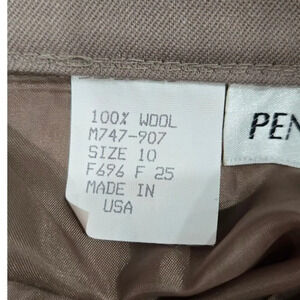 100% WOOL
M747-907
SIZE 10
F696 F 25
MADE IN
USA
PEN